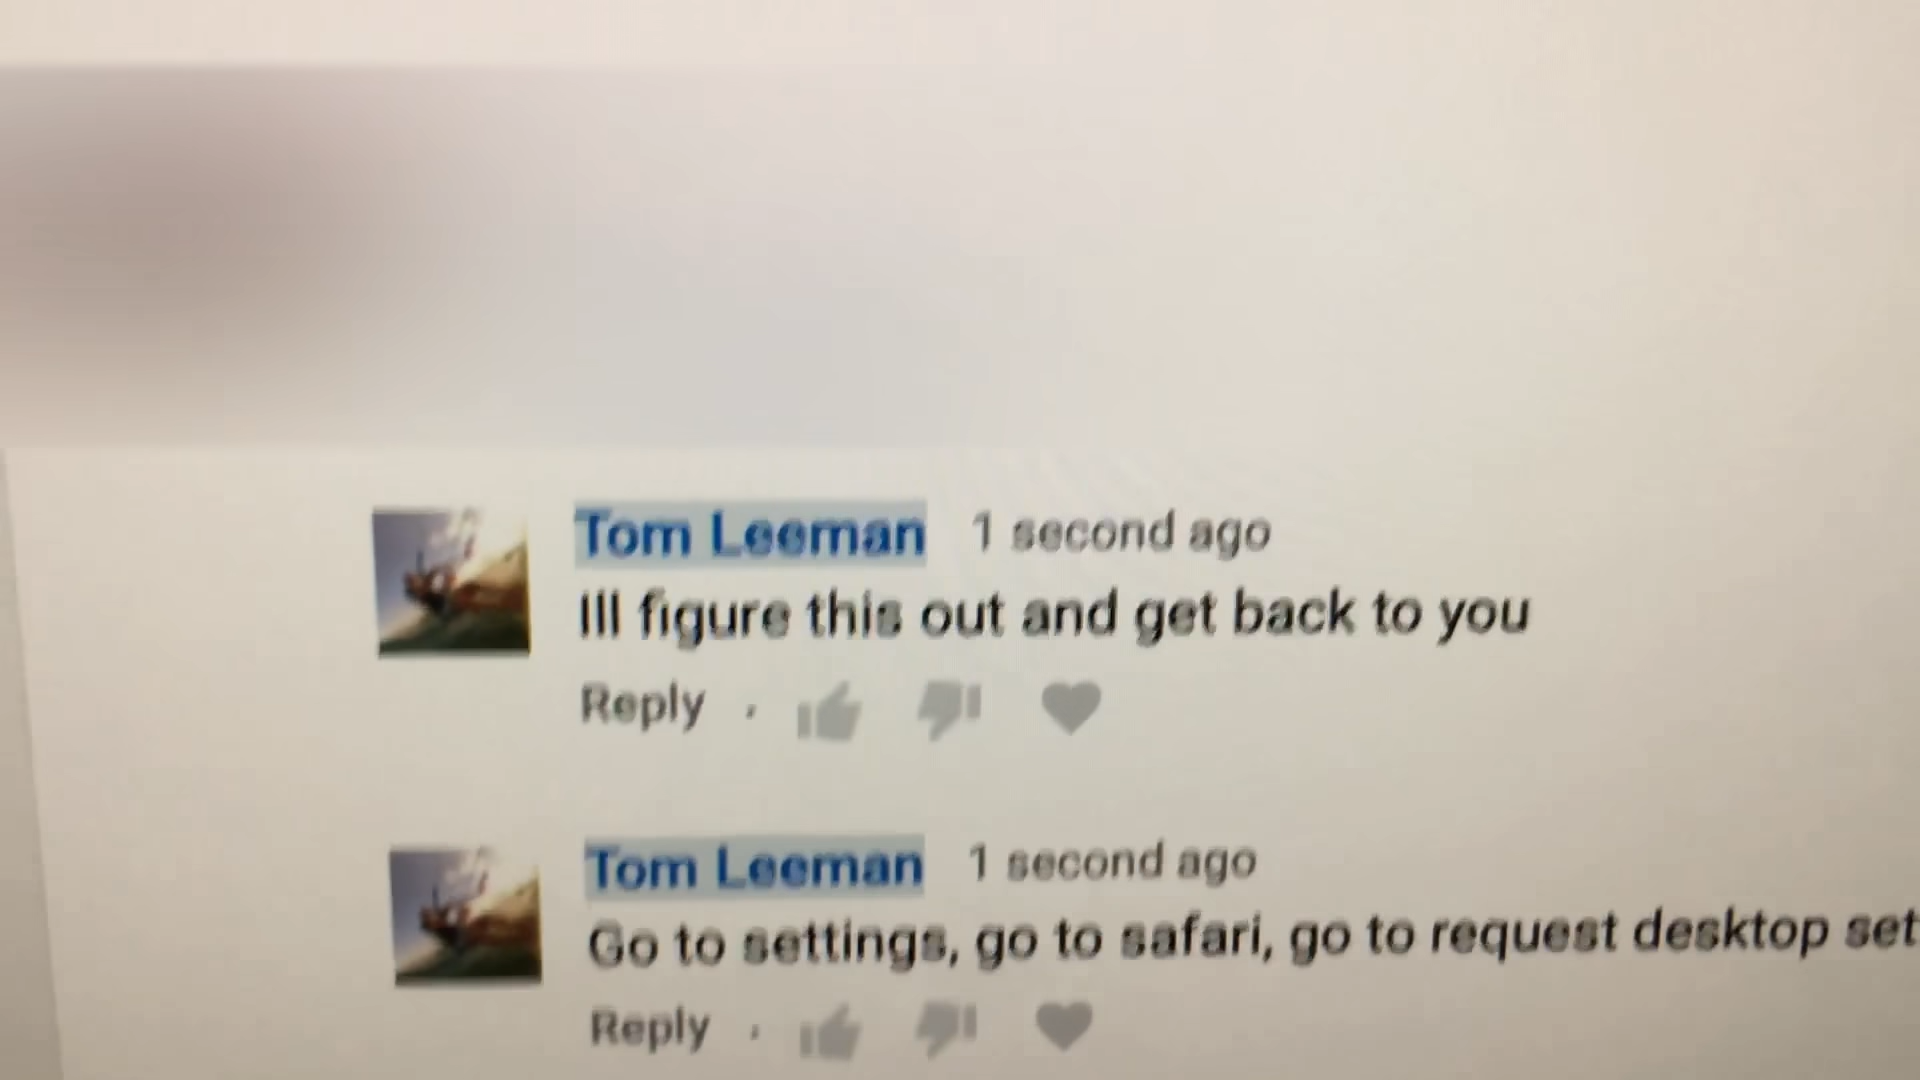 Tom Leeman 1 second ago
Ill figure this out and get back to you
Reply
Tom Leeman 1 second ago
Go to settings, go to safari, go to request desktop set
Reply